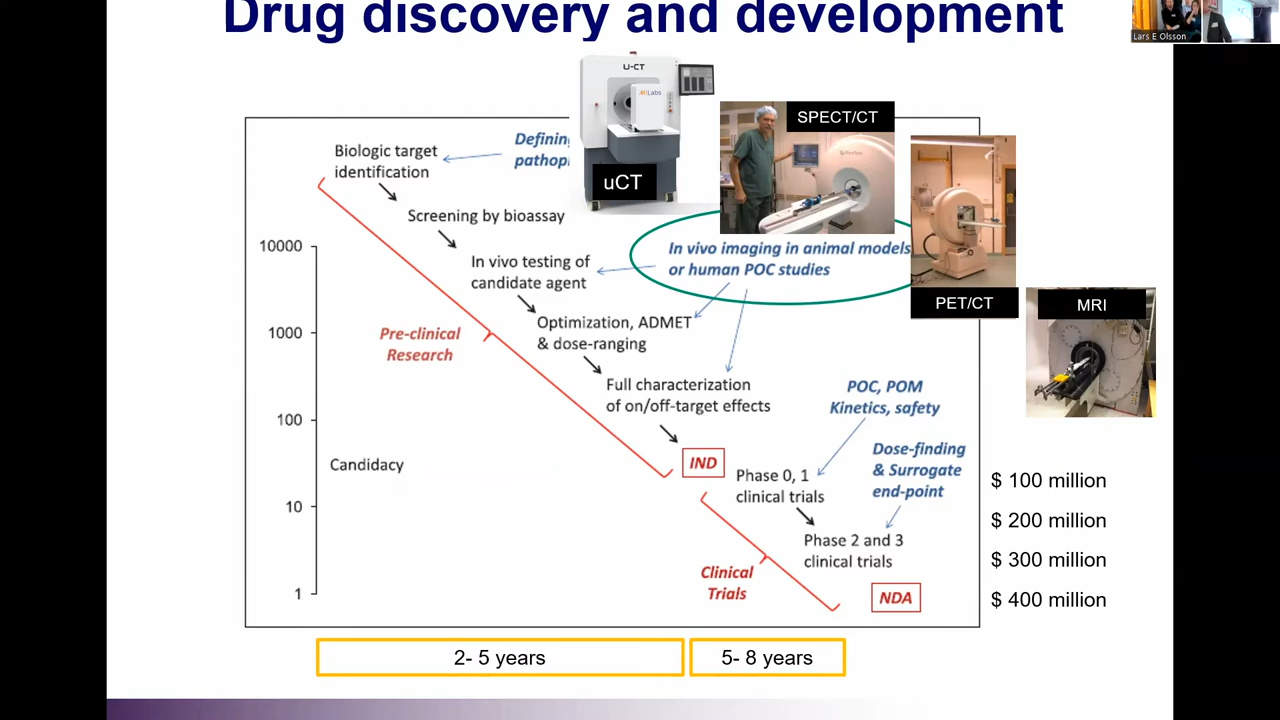 Drug discovery and development
Lars E Olsson
U-CT
MILabs
uCT
SPECT/CT
PET/CT
MRI
Defining
pathop
Biologic target
identification
Screening by bioassay
In vivo testing of
candidate agent
In vivo imaging in animal models
or human POC studies
Optimization, ADMET
& dose-ranging
Full characterization
of on/off-target effects
Pre-clinical
Research
10000
1000
100
10
1
Candidacy
IND
POC, POM
Kinetics, safety
Dose-finding
& Surrogate
end-point
Phase 0, 1
clinical trials
Phase 2 and 3
clinical trials
Clinical
Trials
NDA
$ 100 million
$ 200 million
$ 300 million
$ 400 million
2- 5 years
5- 8 years